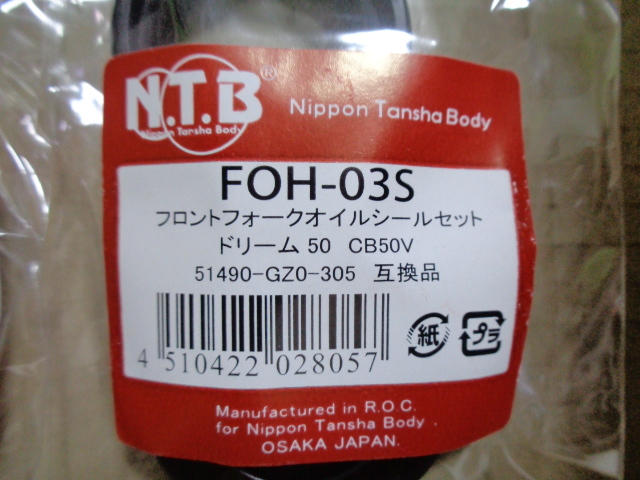 N.T.B®
Nippon Tansha Body
Nippon Tansha Body
FOH-03S
フロントフォークオイルシールセット
ドリーム50 CB50V
51490-GZ0-305 互換品
紙
プラ
4 510422 028057
Manufactured in R.O.C.
for Nippon Tansha Body .
OSAKA JAPAN.